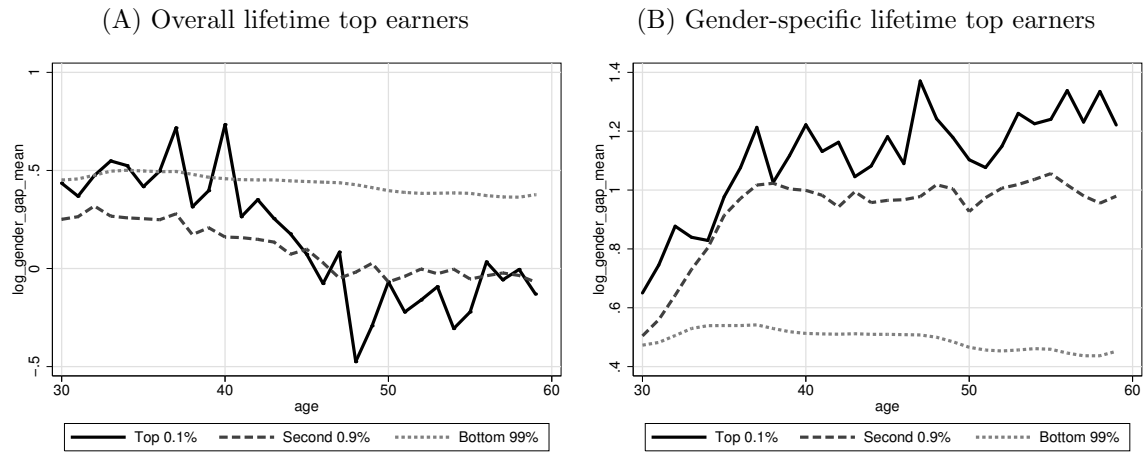 (A) Overall lifetime top earners
log_gender_gap_mean
1
.5
0
-.5
30
40
50
60
age
Top 0.1%
Second 0.9%
Bottom 99%
(B) Gender-specific lifetime top earners
log_gender_gap_mean
1.4
1.2
1
.8
.6
.4
30
40
50
60
age
Top 0.1%
Second 0.9%
Bottom 99%